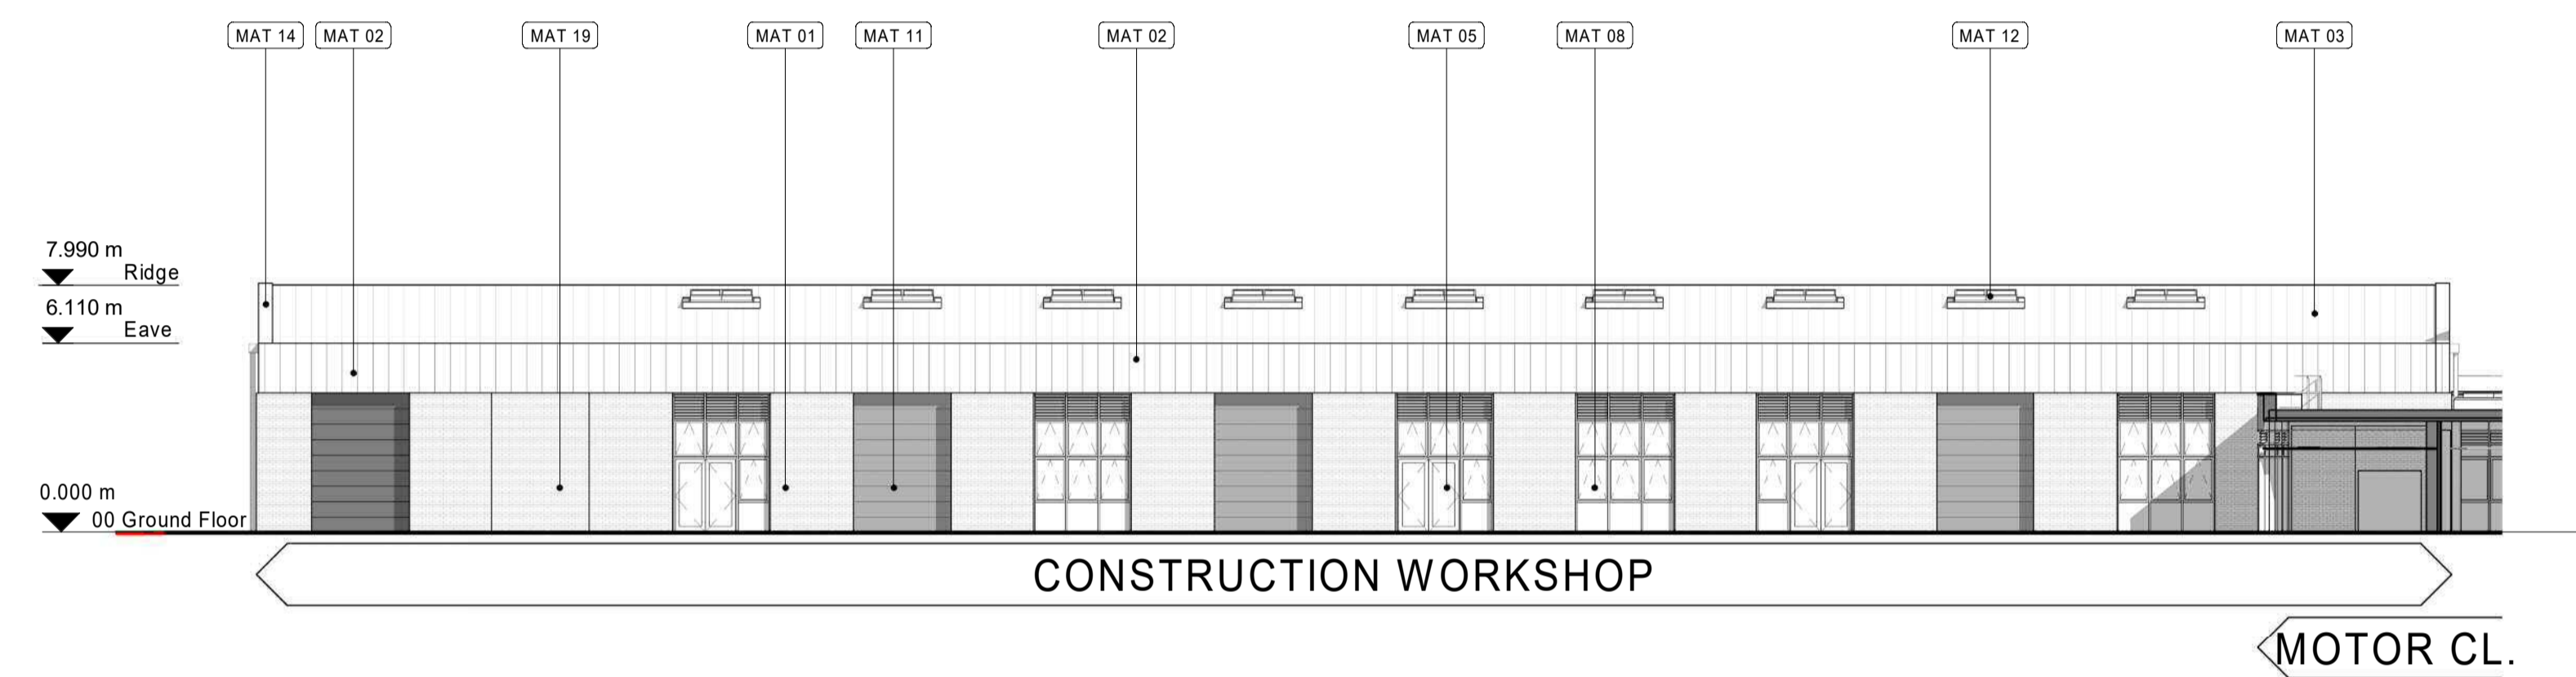 MAT 14
MAT 02
MAT 19
MAT 01
MAT 11
MAT 02
MAT 05
MAT 08
MAT 12
MAT 03
7.990 m
Ridge
6.110 m
Eave
0.000 m
00 Ground Floor
CONSTRUCTION WORKSHOP
MOTOR CL.